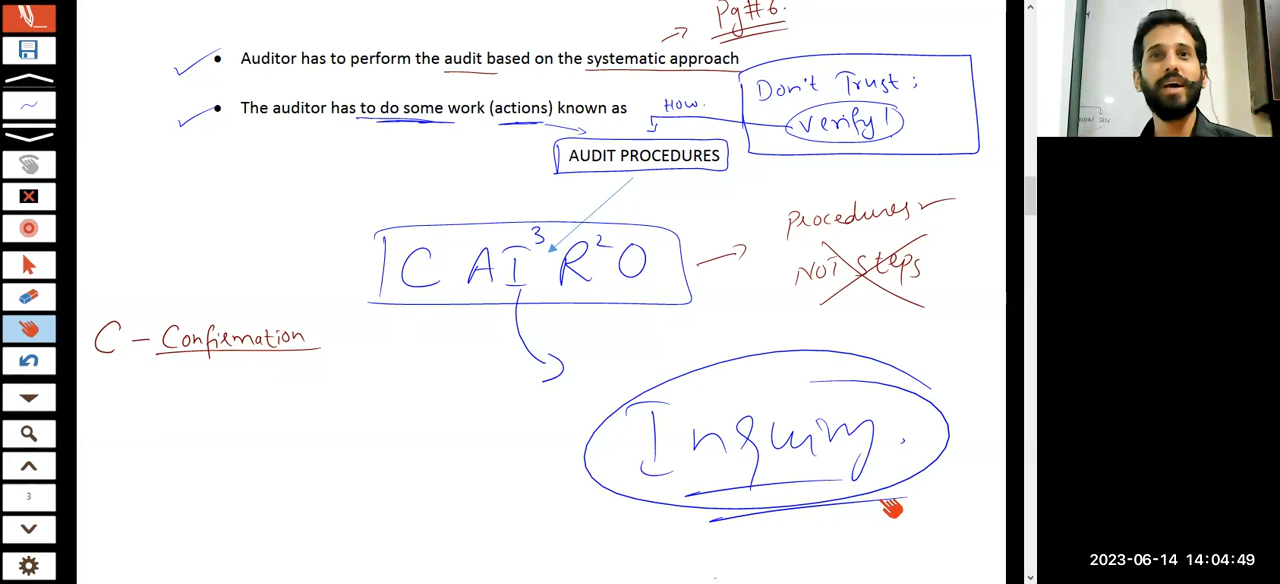 Pg#6.
• Auditor has to perform the audit based on the systematic approach
Don't Trust;
Verify!
• The auditor has to do some work (actions) known as
HOW.
AUDIT PROCEDURES
C A I³ R² O
Procedures
NOT Steps
C - Confirmation
Inquiry.
3
2023-06-14 14:04:49